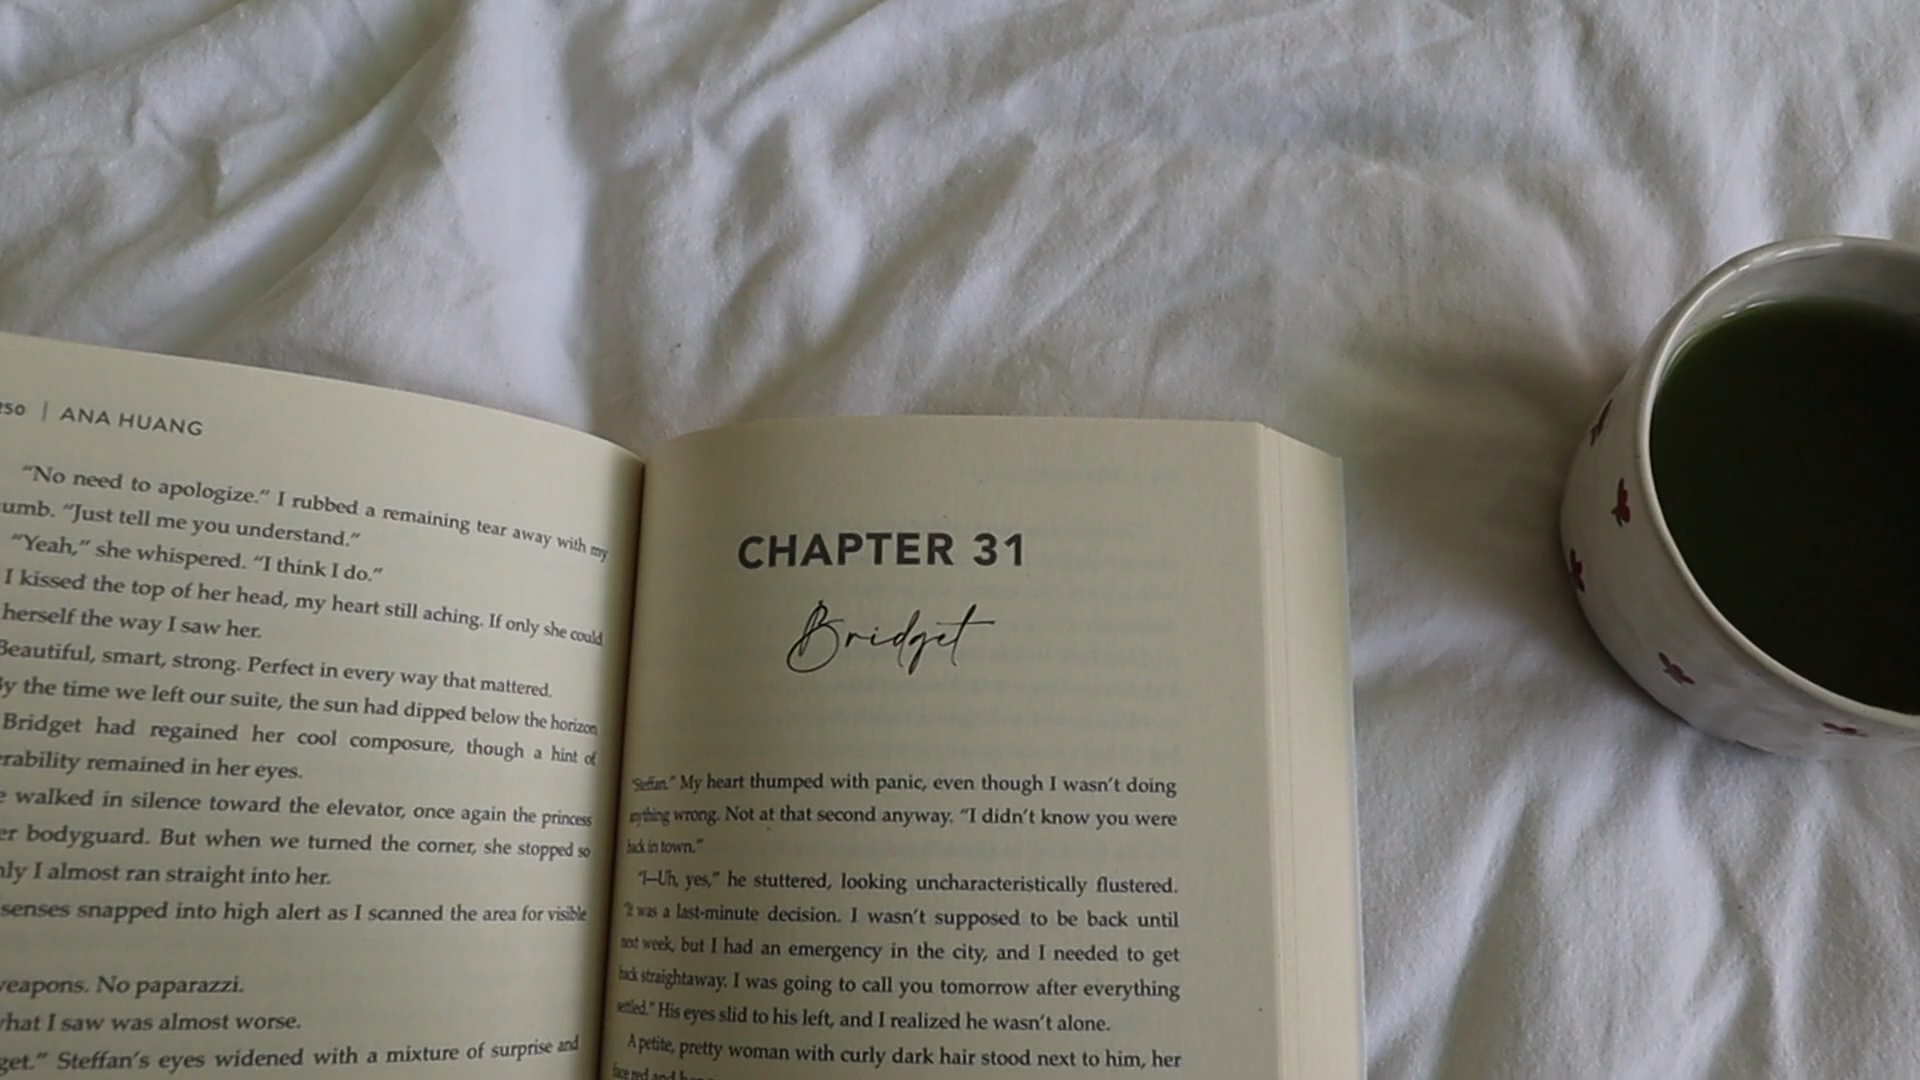 250 | ANA HUANG
“No need to apologize.” I rubbed a remaining tear away with my
umb. “Just tell me you understand.”
“Yeah,” she whispered. “I think I do.”
I kissed the top of her head, my heart still aching. If only she could
herself the way I saw her.
Beautiful, smart, strong. Perfect in every way that mattered.
By the time we left our suite, the sun had dipped below the horizon
Bridget had regained her cool composure, though a hint of
erability remained in her eyes.
e walked in silence toward the elevator, once again the princess
er bodyguard. But when we turned the corner, she stopped so
nly I almost ran straight into her.
senses snapped into high alert as I scanned the area for visible
veapons. No paparazzi.
what I saw was almost worse.
get.” Steffan’s eyes widened with a mixture of surprise and
CHAPTER 31
Bridget
“Steffan.” My heart thumped with panic, even though I wasn’t doing
anything wrong. Not at that second anyway. “I didn’t know you were
back in town.”
“I—Uh, yes,” he stuttered, looking uncharacteristically flustered.
“It was a last-minute decision. I wasn’t supposed to be back until
next week, but I had an emergency in the city, and I needed to get
back straightaway. I was going to call you tomorrow after everything
settled.” His eyes slid to his left, and I realized he wasn’t alone.
A petite, pretty woman with curly dark hair stood next to him, her
face red and